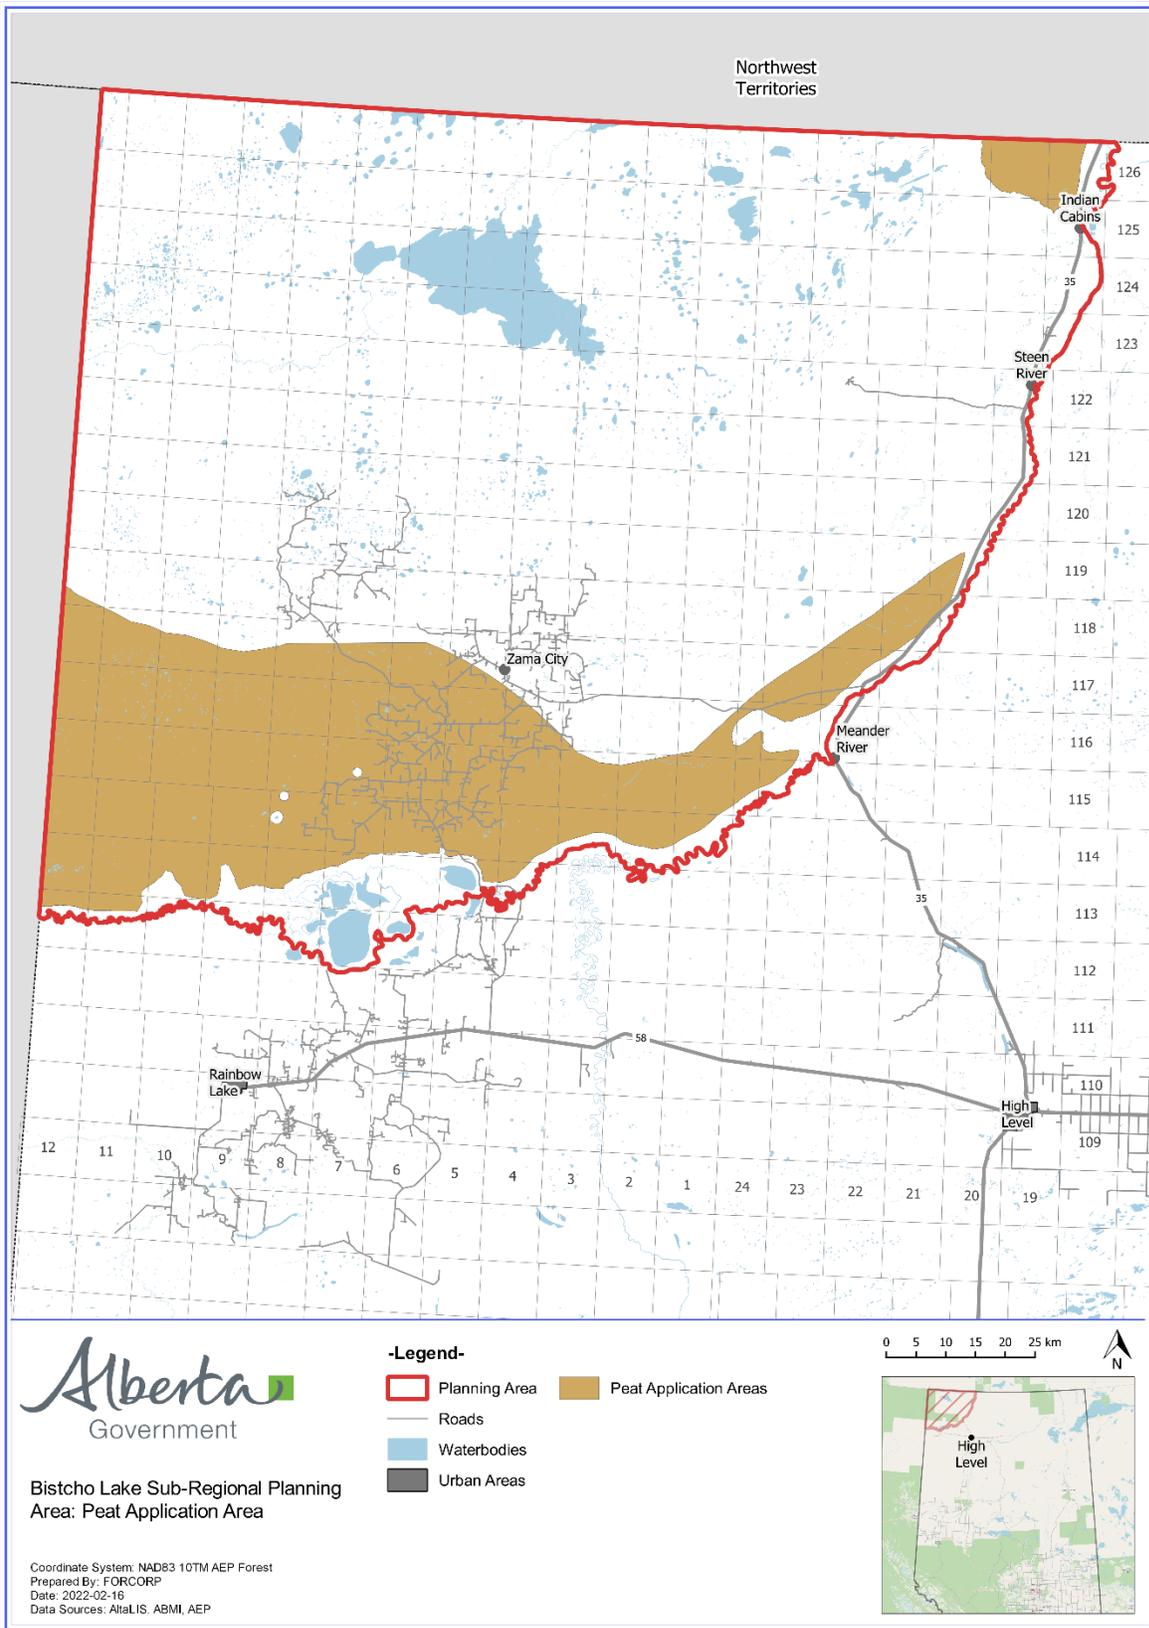 Northwest
Territories
126
Indian
Cabins
125
35
124
123
Steen
River
122
121
120
119
118
Zama City
117
Meander
River
116
115
114
35
113
112
111
58
Rainbow
Lake
110
High
Level
109
12
11
10
9
8
7
6
5
4
3
2
1
24
23
22
21
20
19
Alberta
Government
Bistcho Lake Sub-Regional Planning
Area: Peat Application Area
Coordinate System: NAD83 10TM AEP Forest
Prepared By: FORCORP
Date: 2022-02-16
Data Sources: AltaLIS. ABMI, AEP
-Legend-
Planning Area
Peat Application Areas
Roads
Waterbodies
Urban Areas
0 5 10 15 20 25 km
N
High
Level